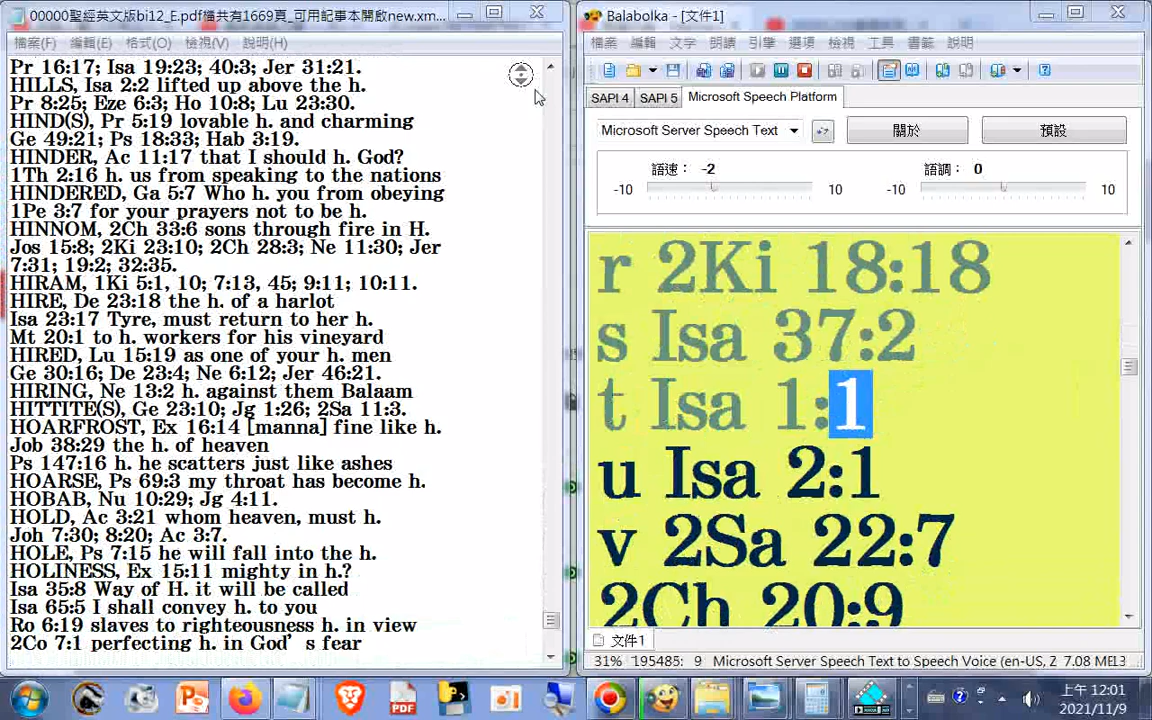 00000聖經英文版bi12_E.pdf檔共有1669頁_可用記事本開啟new.xm...
檔案(F) 編輯(E) 格式(O) 檢視(V) 說明(H)
Pr 16:17; Isa 19:23; 40:3; Jer 31:21.
HILLS, Isa 2:2 lifted up above the h.
Pr 8:25; Eze 6:3; Ho 10:8; Lu 23:30.
HIND(S), Pr 5:19 lovable h. and charming
Ge 49:21; Ps 18:33; Hab 3:19.
HINDER, Ac 11:17 that I should h. God?
1Th 2:16 h. us from speaking to the nations
HINDERED, Ga 5:7 Who h. you from obeying
1Pe 3:7 for your prayers not to be h.
HINNOM, 2Ch 33:6 sons through fire in H.
Jos 15:8; 2Ki 23:10; 2Ch 28:3; Ne 11:30; Jer
7:31; 19:2; 32:35.
HIRAM, 1Ki 5:1, 10; 7:13, 45; 9:11; 10:11.
HIRE, De 23:18 the h. of a harlot
Isa 23:17 Tyre, must return to her h.
Mt 20:1 to h. workers for his vineyard
HIRED, Lu 15:19 as one of your h. men
Ge 30:16; De 23:4; Ne 6:12; Jer 46:21.
HIRING, Ne 13:2 h. against them Balaam
HITTITE(S), Ge 23:10; Jg 1:26; 2Sa 11:3.
HOARFROST, Ex 16:14 [manna] fine like h.
Job 38:29 the h. of heaven
Ps 147:16 h. he scatters just like ashes
HOARSE, Ps 69:3 my throat has become h.
HOBAB, Nu 10:29; Jg 4:11.
HOLD, Ac 3:21 whom heaven, must h.
Joh 7:30; 8:20; Ac 3:7.
HOLE, Ps 7:15 he will fall into the h.
HOLINESS, Ex 15:11 mighty in h.?
Isa 35:8 Way of H. it will be called
Isa 65:5 I shall convey h. to you
Ro 6:19 slaves to righteousness h. in view
2Co 7:1 perfecting h. in God’s fear
Balabolka - [文件1]
檔案 編輯 文字 朗讀 引擎 選項 檢視 工具 書籤 說明
SAPI 4 SAPI 5 Microsoft Speech Platform
Microsoft Server Speech Text 關於 預設
語速： -2 語調： 0
-10 10 -10 10
r 2Ki 18:18
s Isa 37:2
t Isa 1:1
u Isa 2:1
v 2Sa 22:7
2Ch 20:9
文件1
31% 195485: 9 Microsoft Server Speech Text to Speech Voice (en-US, 2 7.08 MB
上午 12:01
2021/11/9